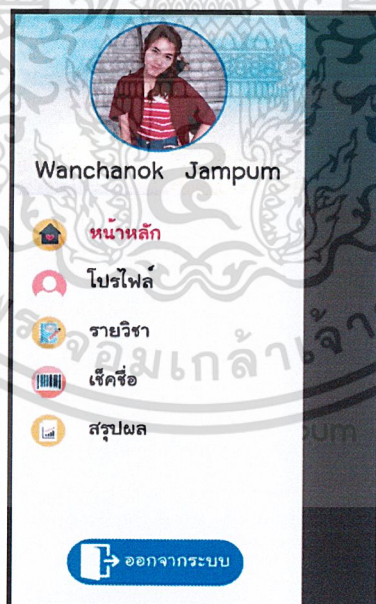 Wanchanok Jampum
หน้าหลัก
โปรไฟล์
รายวิชา
เช็คชื่อ
สรุปผล
ออกจากระบบ